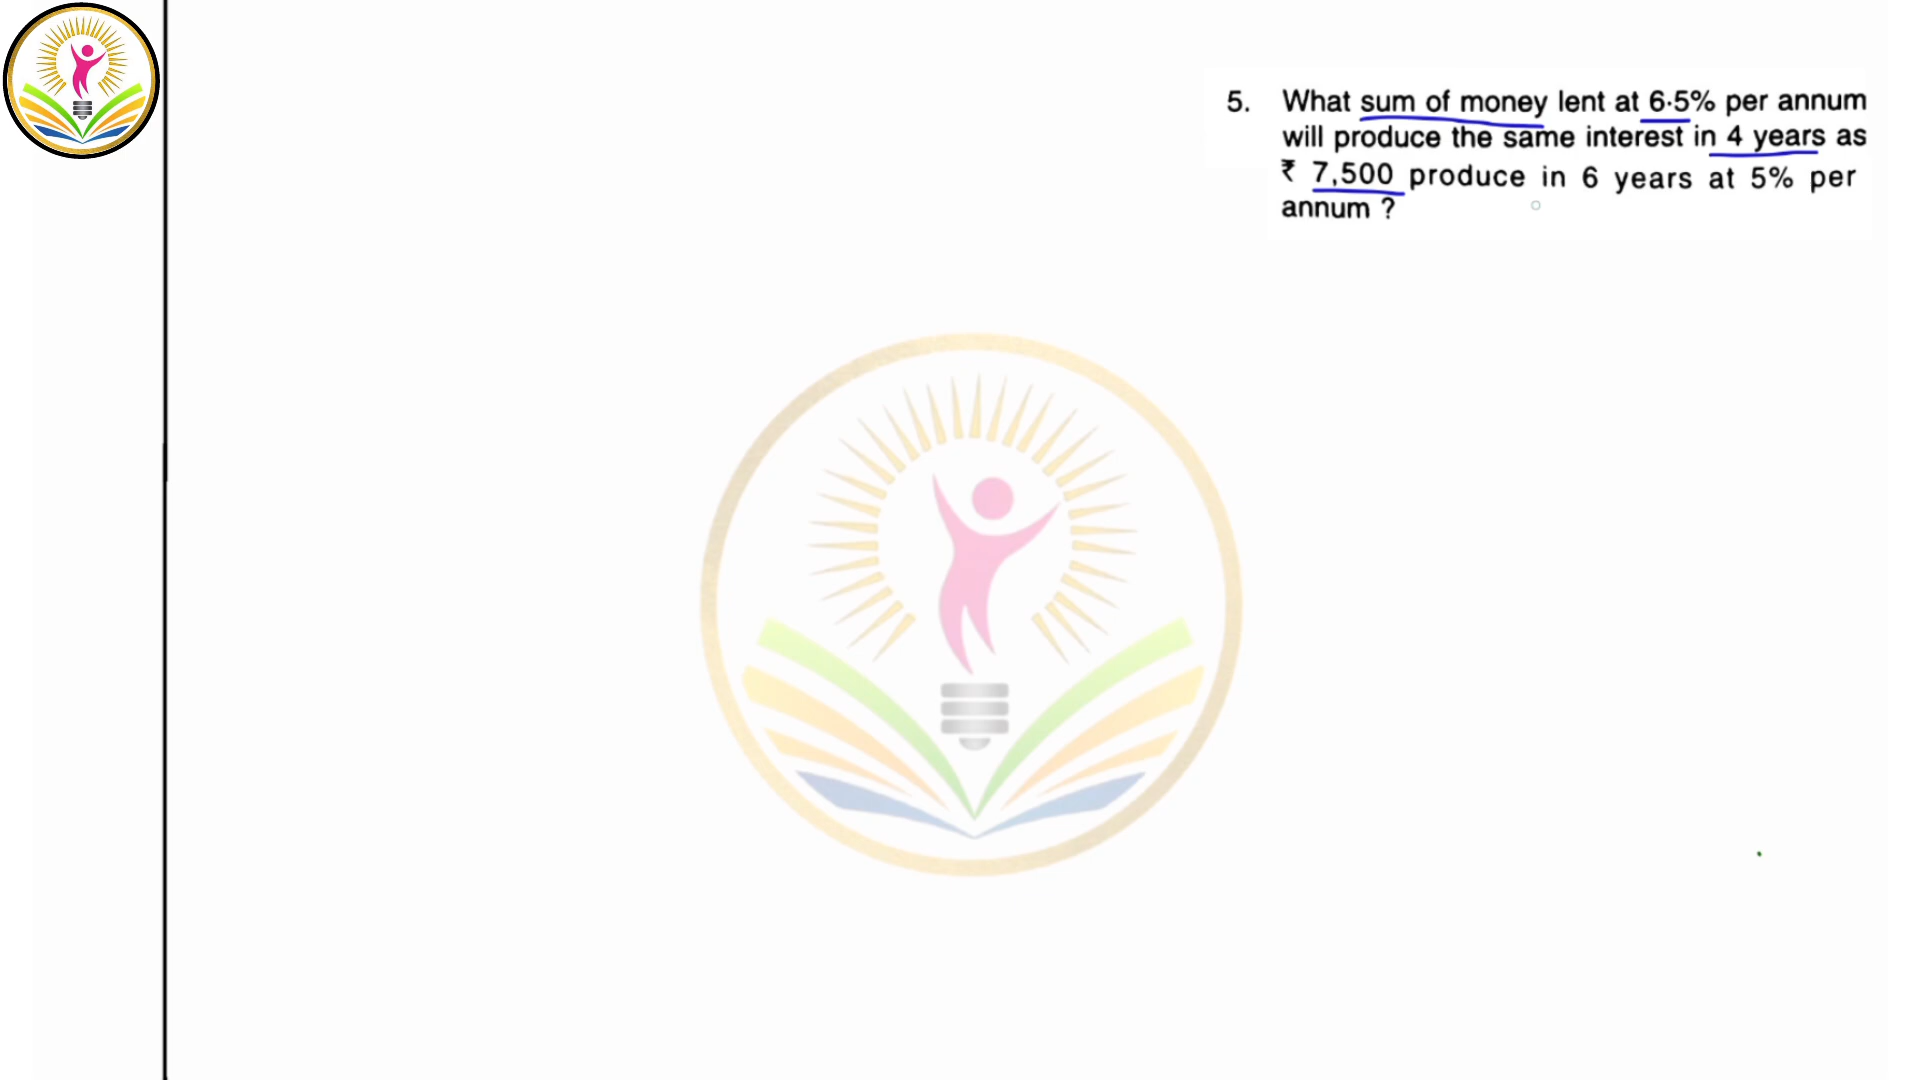 5. What sum of money lent at 6·5% per annum
will produce the same interest in 4 years as
₹ 7,500 produce in 6 years at 5% per
annum ?